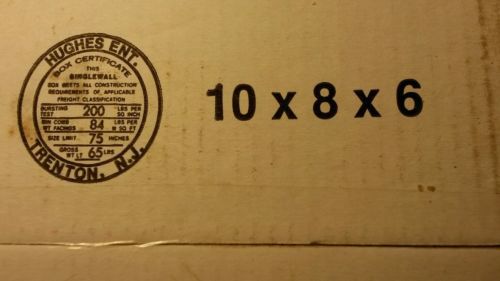 HUGHES ENT.
BOX CERTIFICATE
THIS
SINGLEWALL
BOX MEETS ALL CONSTRUCTION
REQUIREMENTS OF APPLICABLE
FREIGHT CLASSIFICATION
BURSTING TEST 200 LBS PER SQ INCH
MIN COMB WT FACINGS 84 LBS PER M SQ FT
SIZE LIMIT 75 INCHES
GROSS WT LT 65 LBS.
TRENTON, N.J.
10 x 8 x 6